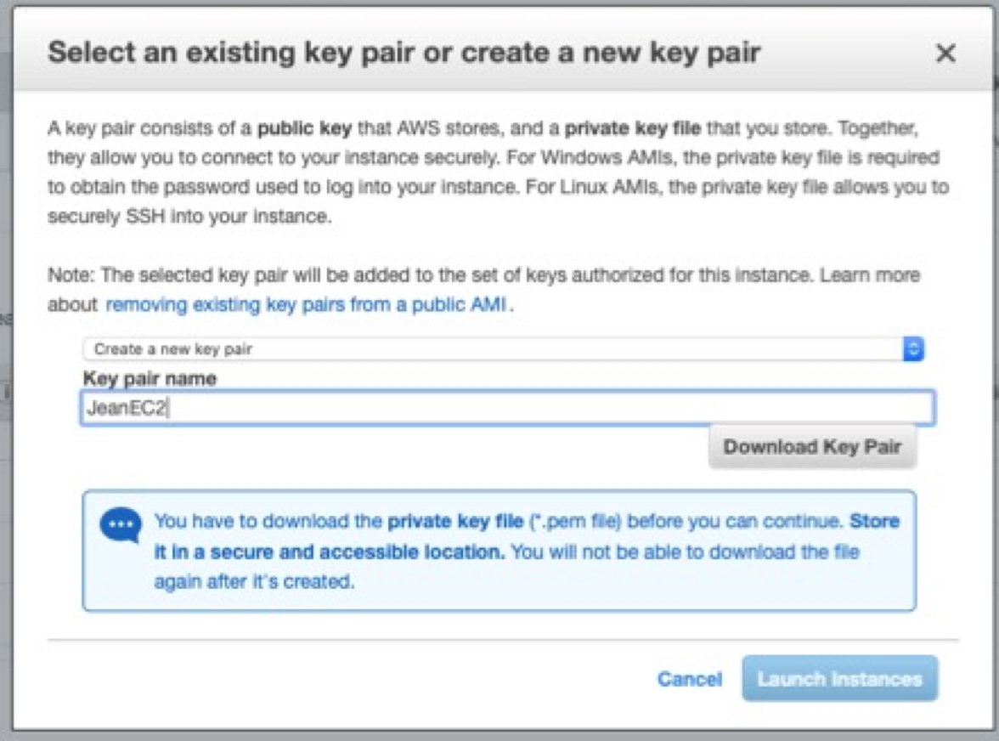 Select an existing key pair or create a new key pair
A key pair consists of a public key that AWS stores, and a private key file that you store. Together,
they allow you to connect to your instance securely. For Windows AMIs, the private key file is required
to obtain the password used to log into your instance. For Linux AMIs, the private key file allows you to
securely SSH into your instance.
Note: The selected key pair will be added to the set of keys authorized for this instance. Learn more
about removing existing key pairs from a public AMI.
Create a new key pair
Key pair name
JeanEC2
Download Key Pair
You have to download the private key file (*.pem file) before you can continue. Store
it in a secure and accessible location. You will not be able to download the file
again after it's created.
Cancel
Launch Instances